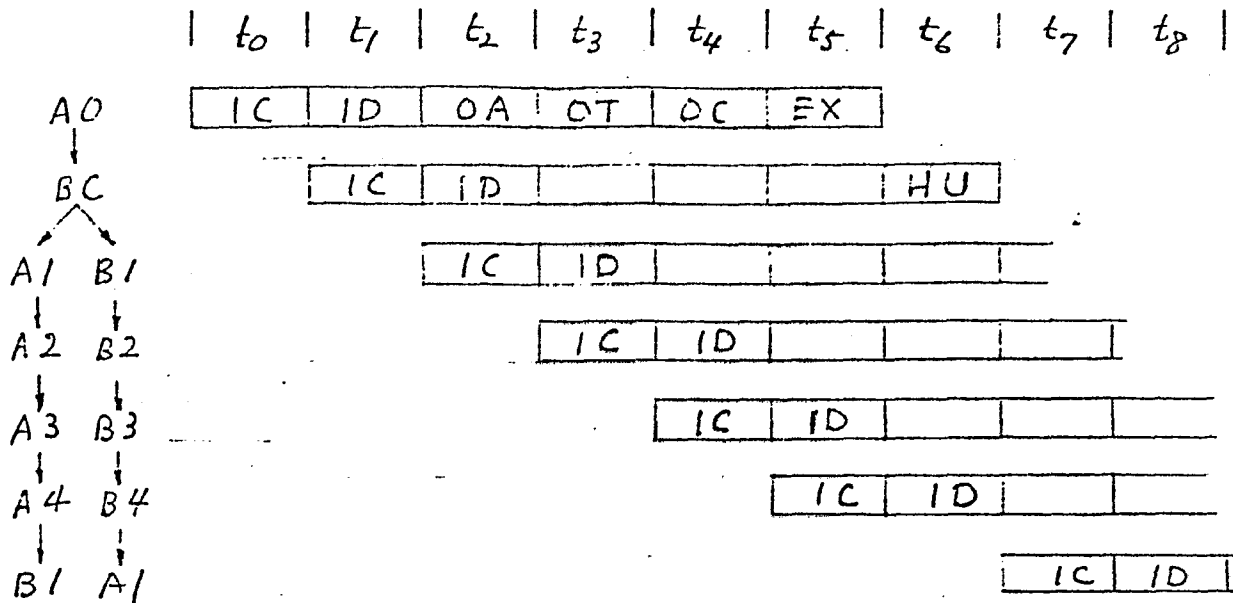 t0 t1 t2 t3 t4 t5 t6 t7 t8
A0 IC ID OA OT OC EX
BC IC ID HU
A1 B1 IC ID
A2 B2 IC ID
A3 B3 IC ID
A4 B4 IC ID
B1 A1 IC ID